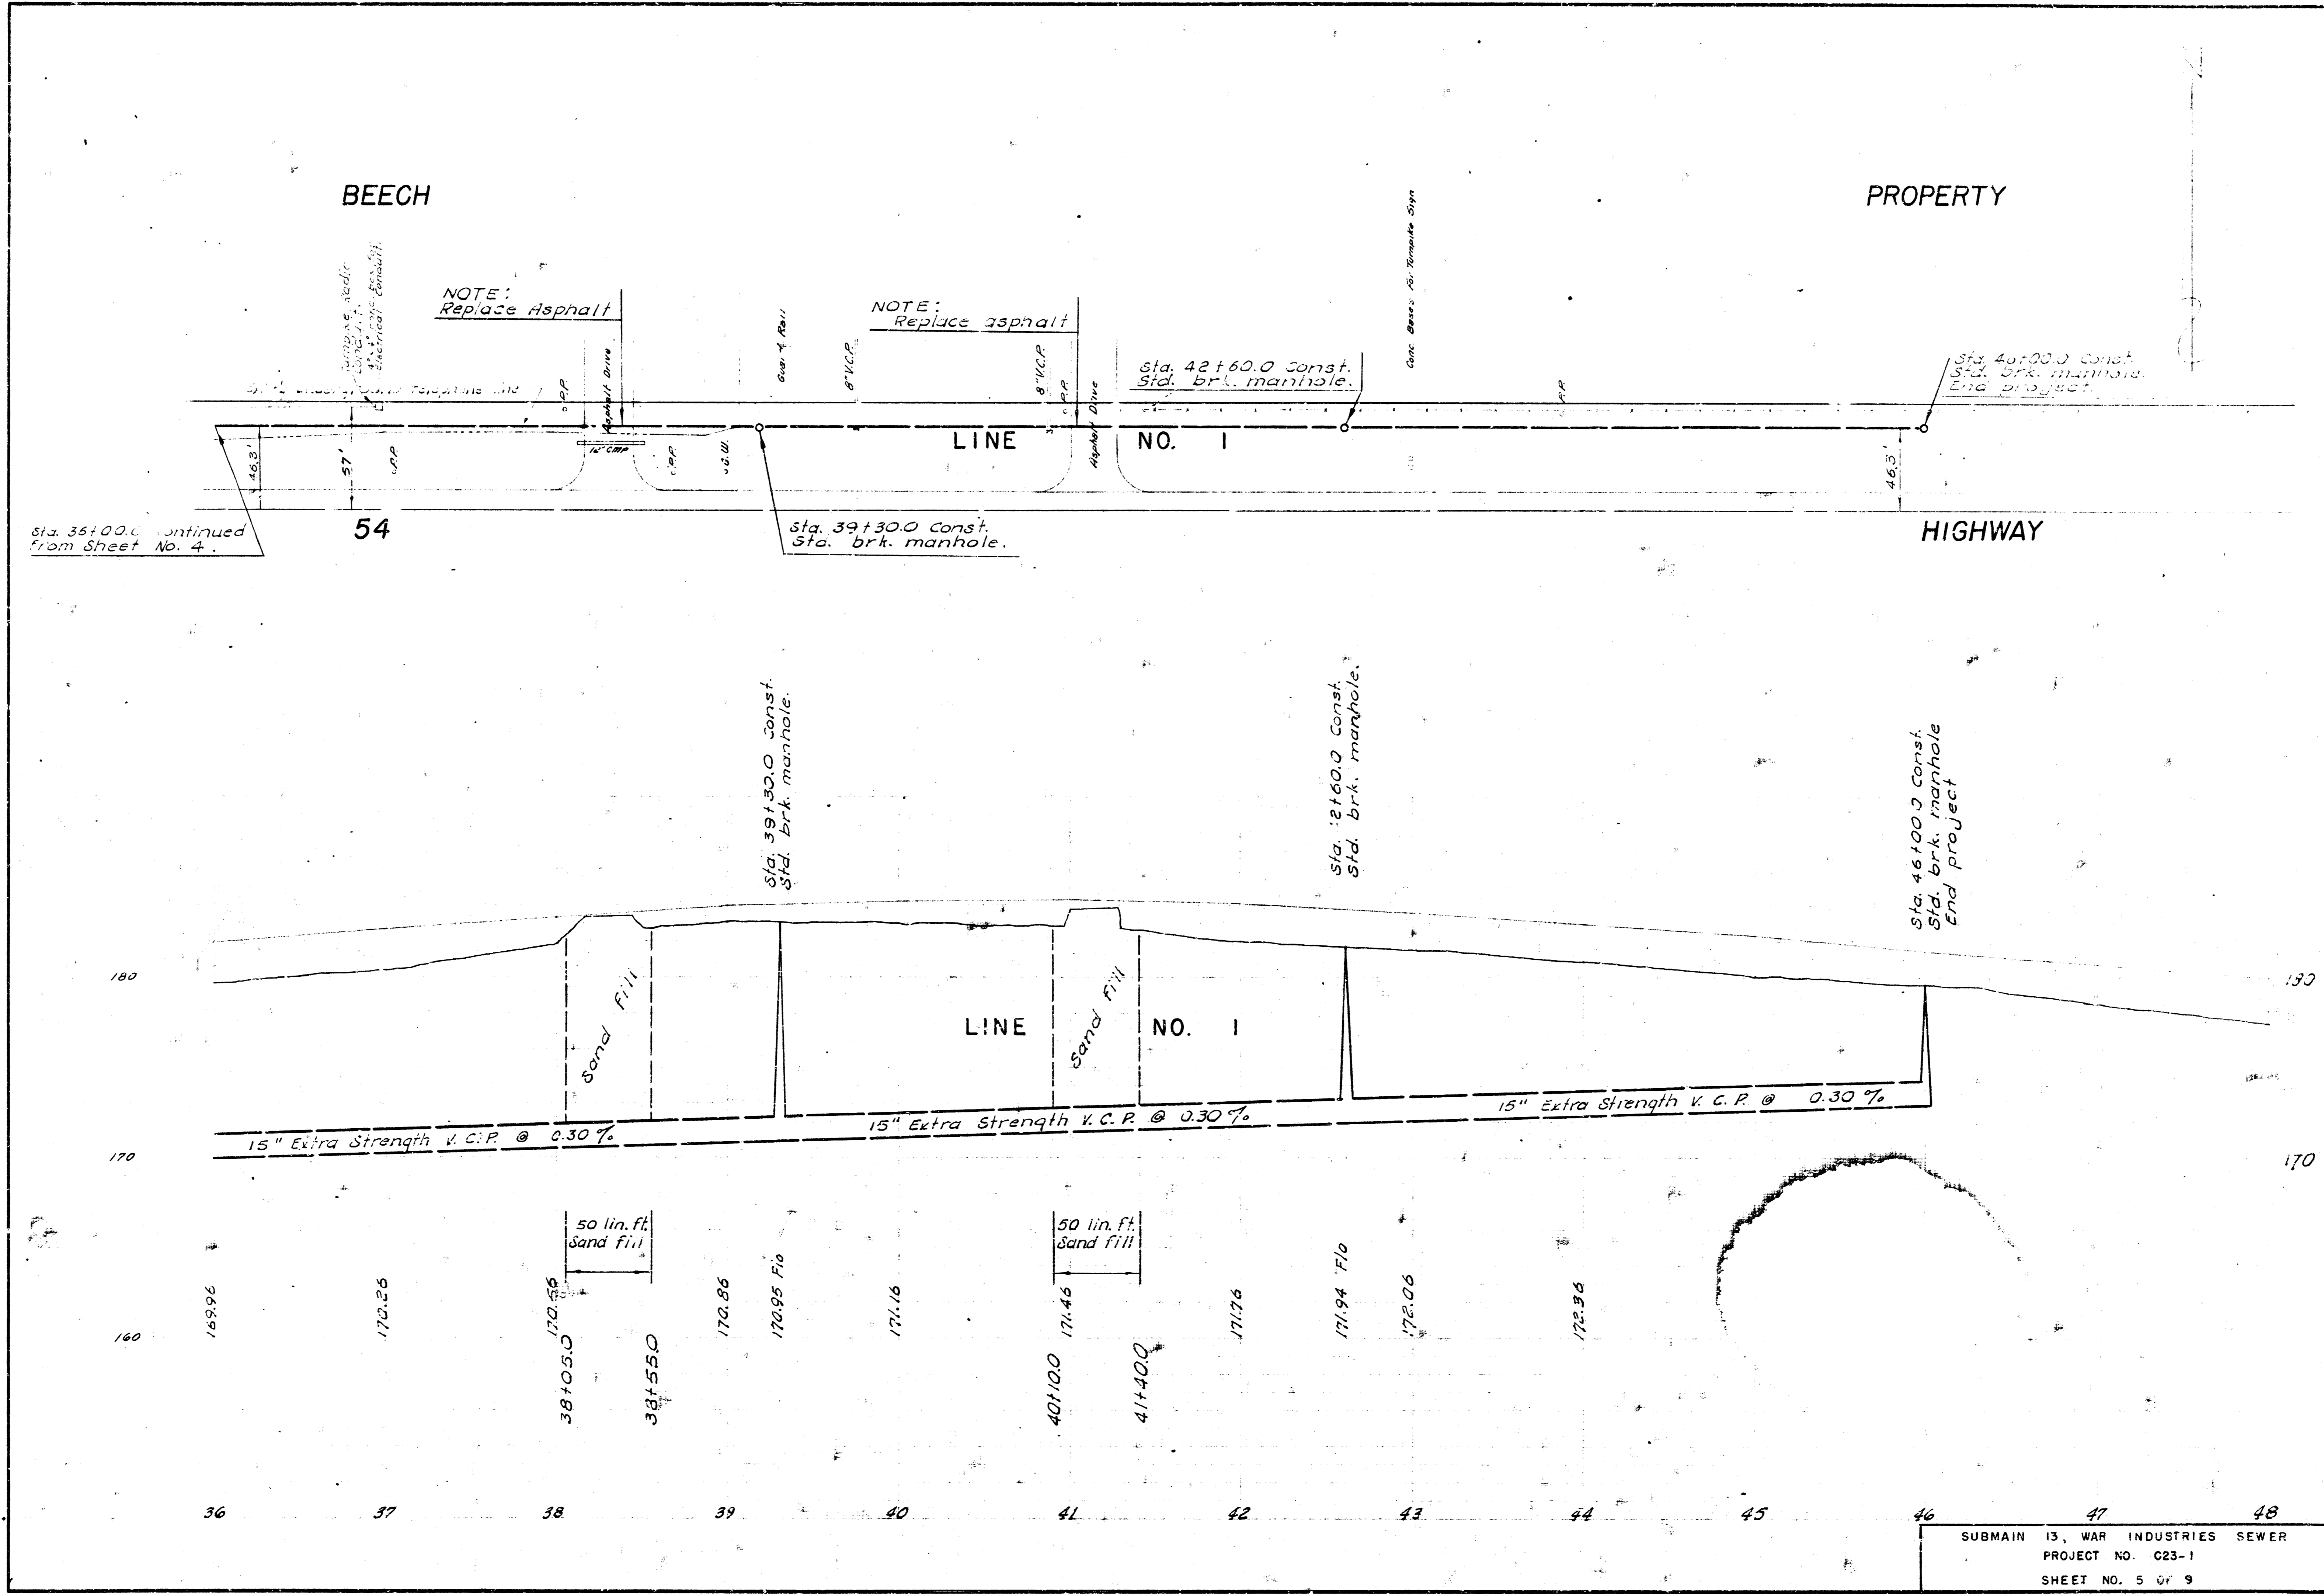 BEECH
PROPERTY
Electrical Conduit.
NOTE:
Replace Asphalt
Asphalt Drive
Rail
8" V.C.P.
NOTE:
Replace asphalt
8" V.C.P.
P.P.
Asphalt Drive
Sta. 42+60.0 Const.
Std. brk. manhole.
Conc. Bases For Turnpike Sign
P.P.
Sta. 46+00.0 Const.
Std. brk. manhole.
End project.
P.P.
46.3'
57'
P.P.
CMP
P.P.
G.W.
LINE NO. 1
46.3'
Sta. 36+00.0 continued
from Sheet No. 4.
54
Sta. 39+30.0 Const.
Std. brk. manhole.
HIGHWAY
Sta. 39+30.0 Const.
Std. brk. manhole.
Const.
Std. brk. manhole.
Sta. 46+00.0 Const.
Std. brk. manhole
End project
180
180
Sand Fill
LINE NO. 1
Sand Fill
15" Extra Strength V.C.P. @ 0.30 %
15" Extra Strength V.C.P. @ 0.30 %
15" Extra Strength V.C.P. @ 0.30 %
170
170
50 lin. ft.
Sand fill
50 lin. ft.
Sand fill
160
169.96
170.26
170.56
170.86
170.95 Flo
171.16
171.46
171.76
171.94 Flo
172.06
172.36
38+05.0
38+55.0
40+10.0
41+40.0
36 37 38 39 40 41 42 43 44 45 46 47 48
SUBMAIN 13, WAR INDUSTRIES SEWER
PROJECT NO. C23-1
SHEET NO. 5 OF 9